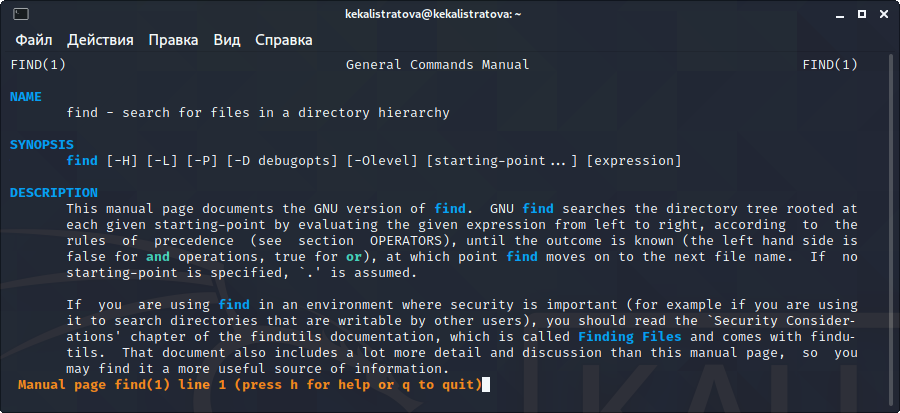 kekalistratova@kekalistratova: ~
Файл Действия Правка Вид Справка
FIND(1) General Commands Manual FIND(1)
NAME
find - search for files in a directory hierarchy
SYNOPSIS
find [-H] [-L] [-P] [-D debugopts] [-Olevel] [starting-point...] [expression]
DESCRIPTION
This manual page documents the GNU version of find. GNU find searches the directory tree rooted at
each given starting-point by evaluating the given expression from left to right, according to the
rules of precedence (see section OPERATORS), until the outcome is known (the left hand side is
false for and operations, true for or), at which point find moves on to the next file name. If no
starting-point is specified, `.' is assumed.
If you are using find in an environment where security is important (for example if you are using
it to search directories that are writable by other users), you should read the `Security Consider-
ations' chapter of the findutils documentation, which is called Finding Files and comes with findu-
tils. That document also includes a lot more detail and discussion than this manual page, so you
may find it a more useful source of information.
Manual page find(1) line 1 (press h for help or q to quit)
KALI